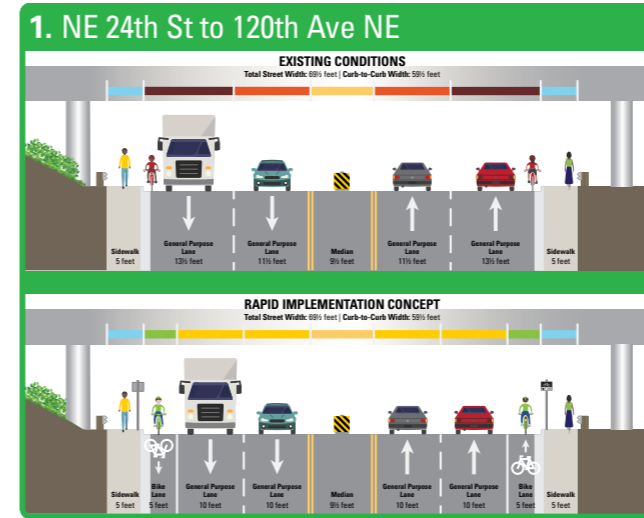 1. NE 24th St to 120th Ave NE
EXISTING CONDITIONS
Total Street Width: 69½ feet | Curb-to-Curb Width: 59½ feet
Sidewalk
5 feet
General Purpose
Lane
13½ feet
General Purpose
Lane
11½ feet
Median
9½ feet
General Purpose
Lane
11½ feet
General Purpose
Lane
13½ feet
Sidewalk
5 feet
RAPID IMPLEMENTATION CONCEPT
Total Street Width: 69½ feet | Curb-to-Curb Width: 59½ feet
Sidewalk
5 feet
Bike
Lane
5 feet
General Purpose
Lane
10 feet
General Purpose
Lane
10 feet
Median
9½ feet
General Purpose
Lane
10 feet
General Purpose
Lane
10 feet
Bike
Lane
5 feet
Sidewalk
5 feet